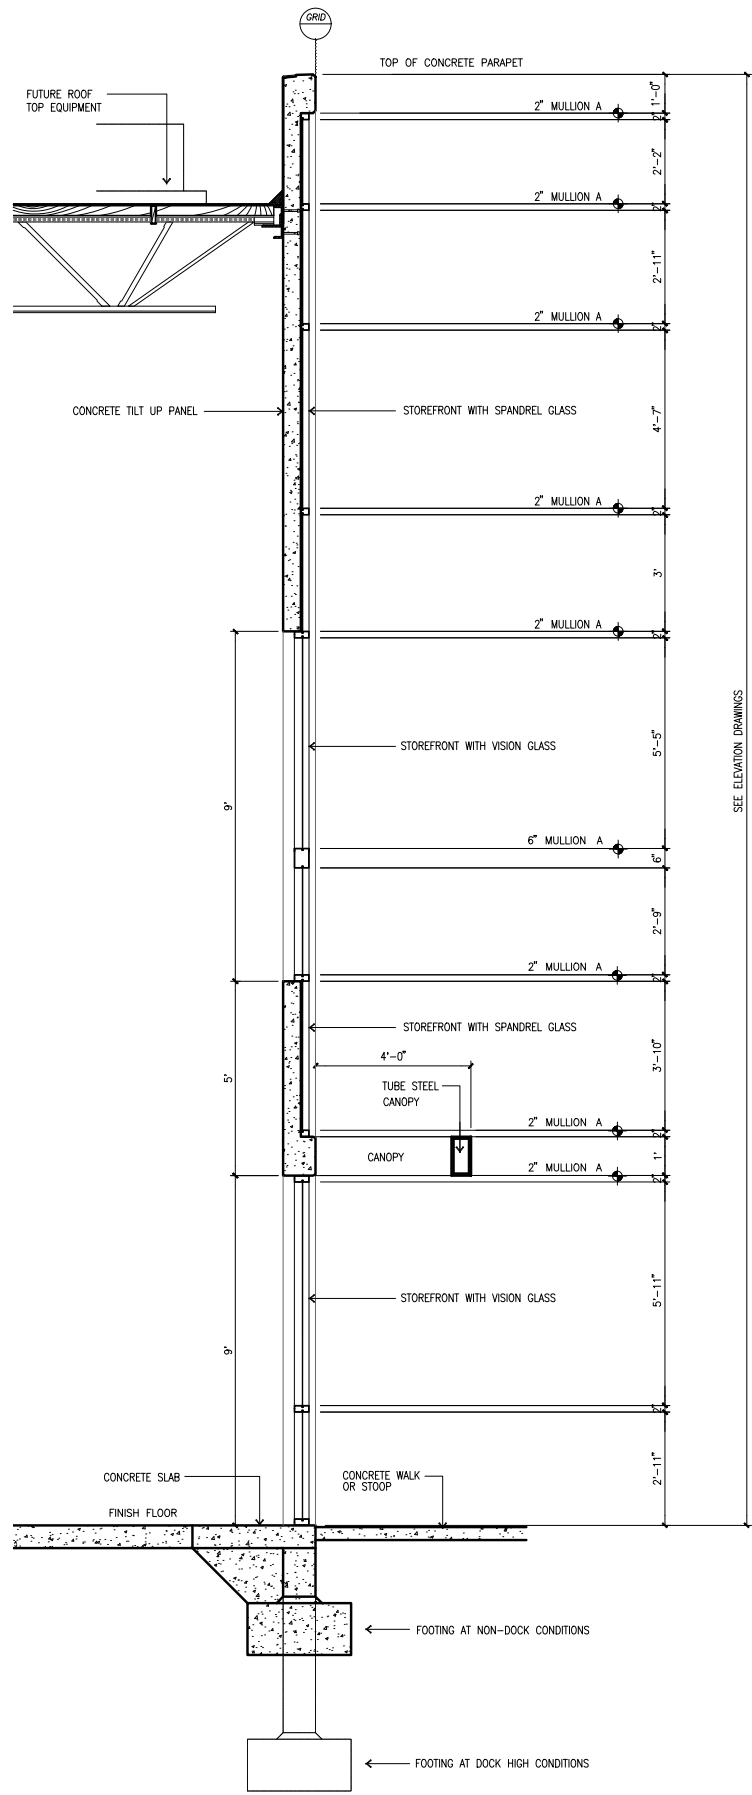 GRID
TOP OF CONCRETE PARAPET
FUTURE ROOF
TOP EQUIPMENT
1'-0"
2" MULLION A
2"
2'-2"
2" MULLION A
2"
2'-11"
2" MULLION A
2"
CONCRETE TILT UP PANEL
STOREFRONT WITH SPANDREL GLASS
4'-7"
2" MULLION A
2"
3'
2" MULLION A
2"
SEE ELEVATION DRAWINGS
STOREFRONT WITH VISION GLASS
5'-5"
9'
6" MULLION A
6"
2'-9"
2" MULLION A
2"
STOREFRONT WITH SPANDREL GLASS
3'-10"
4'-0"
5'
TUBE STEEL
CANOPY
2" MULLION A
2"
CANOPY
1'
2" MULLION A
2"
STOREFRONT WITH VISION GLASS
5'-11"
9'
2"
2'-11"
CONCRETE SLAB
CONCRETE WALK
OR STOOP
FINISH FLOOR
FOOTING AT NON-DOCK CONDITIONS
FOOTING AT DOCK HIGH CONDITIONS